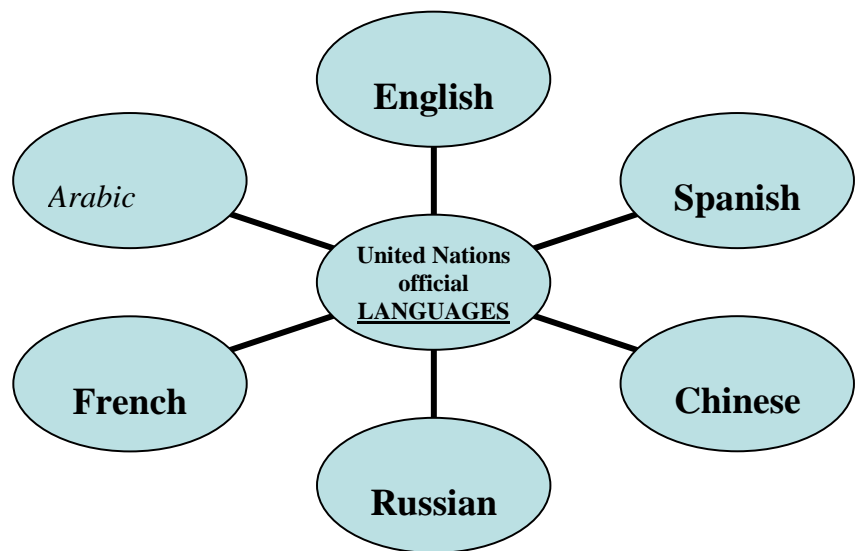 English
Arabic
Spanish
United Nations
official
LANGUAGES
French
Chinese
Russian